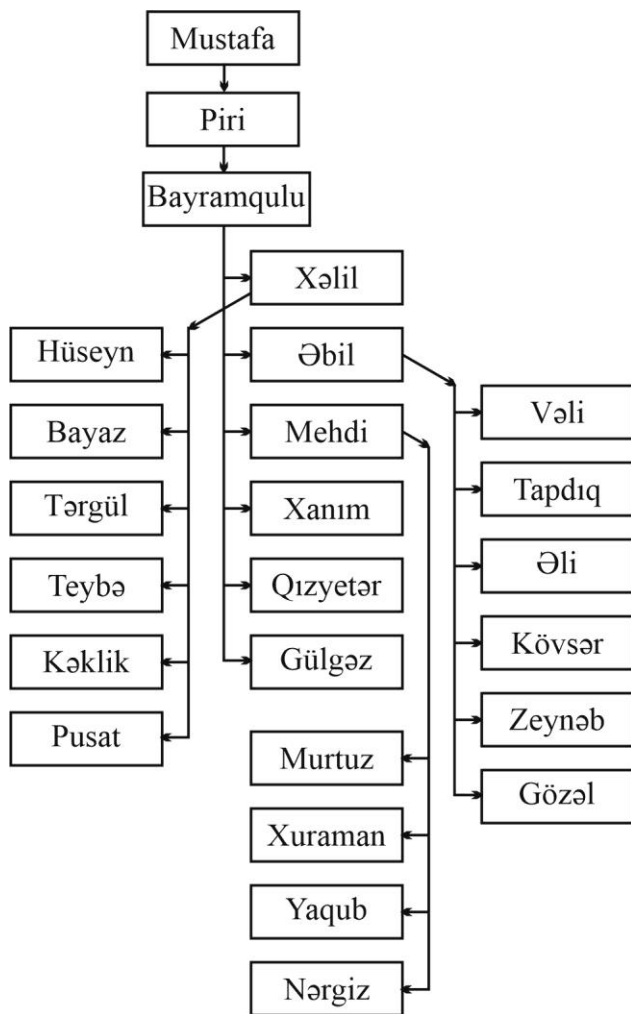 Mustafa
Piri
Bayramqulu
Xəlil
Əbil
Mehdi
Xanım
Qızyetər
Gülgəz
Hüseyn
Bayaz
Tərgül
Teybə
Kəklik
Pusat
Vəli
Tapdıq
Əli
Kövsər
Zeynəb
Gözəl
Murtuz
Xuraman
Yaqub
Nərgiz